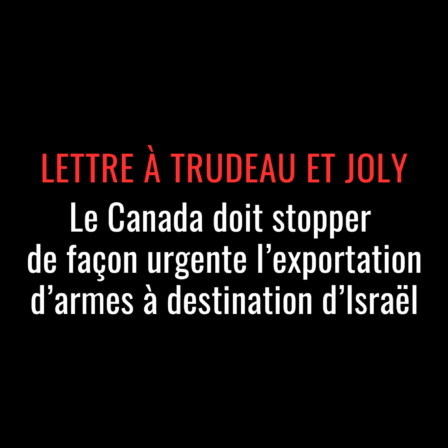 LETTRE À TRUDEAU ET JOLY
Le Canada doit stopper
de façon urgente l’exportation
d’armes à destination d’Israël